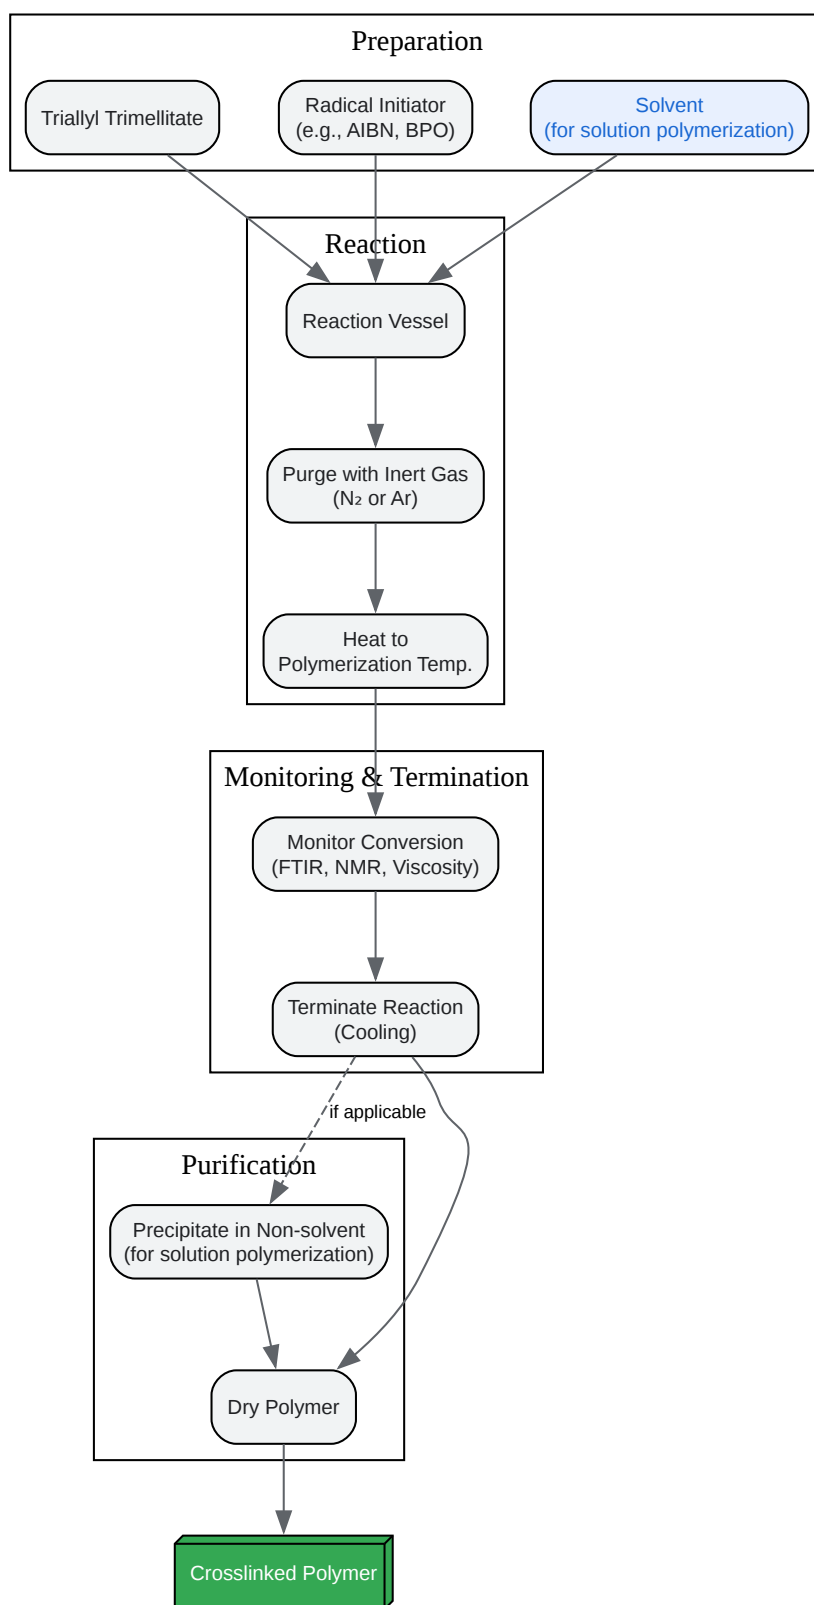 Preparation
Triallyl Trimellitate
Radical Initiator
(e.g., AIBN, BPO)
Solvent
(for solution polymerization)
Reaction
Reaction Vessel
Purge with Inert Gas
(N₂ or Ar)
Heat to
Polymerization Temp.
Monitoring & Termination
Monitor Conversion
(FTIR, NMR, Viscosity)
Terminate Reaction
(Cooling)
if applicable
Purification
Precipitate in Non-solvent
(for solution polymerization)
Dry Polymer
Crosslinked Polymer